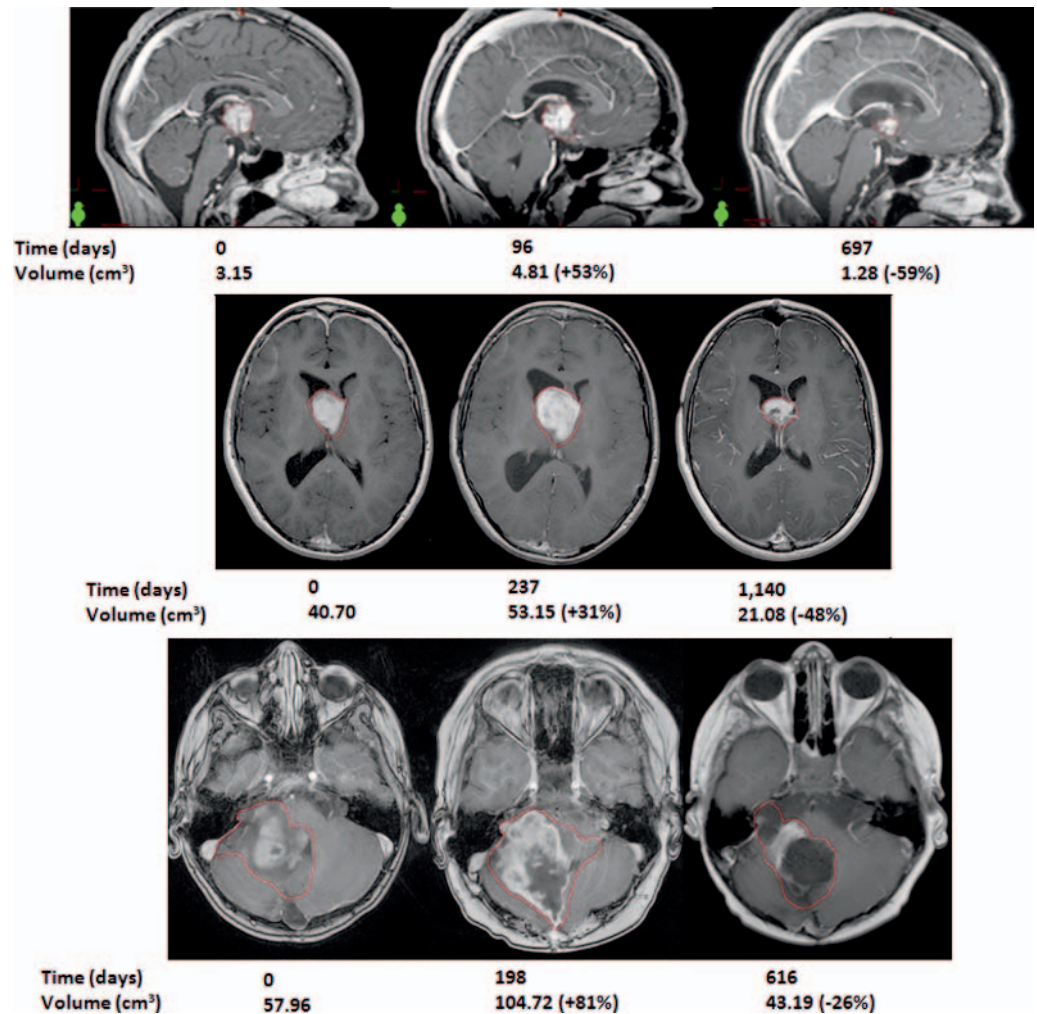 Time (days) 0 96 697
Volume (cm³) 3.15 4.81 (+53%) 1.28 (-59%)
Time (days) 0 237 1,140
Volume (cm³) 40.70 53.15 (+31%) 21.08 (-48%)
Time (days) 0 198 616
Volume (cm³) 57.96 104.72 (+81%) 43.19 (-26%)